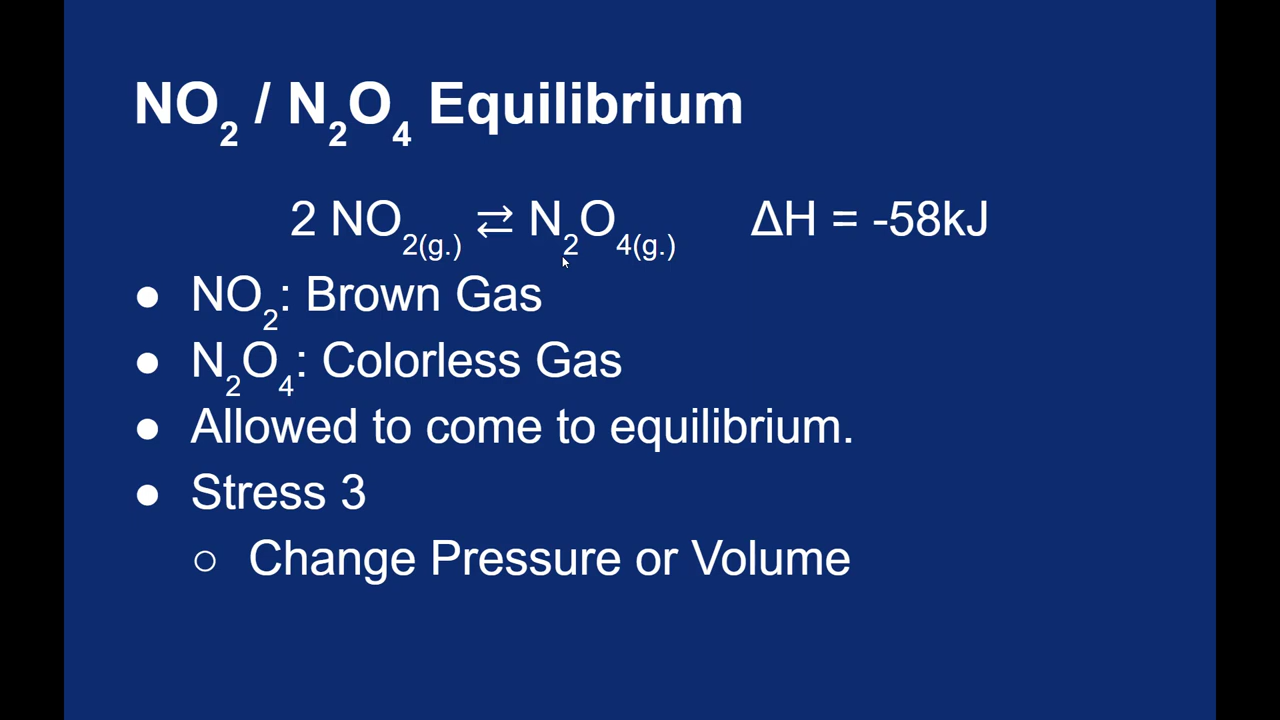 NO₂ / N₂O₄ Equilibrium
2 NO₂(g.) ⇄ N₂O₄(g.) ΔH = -58kJ
● NO₂: Brown Gas
● N₂O₄: Colorless Gas
● Allowed to come to equilibrium.
● Stress 3
○ Change Pressure or Volume